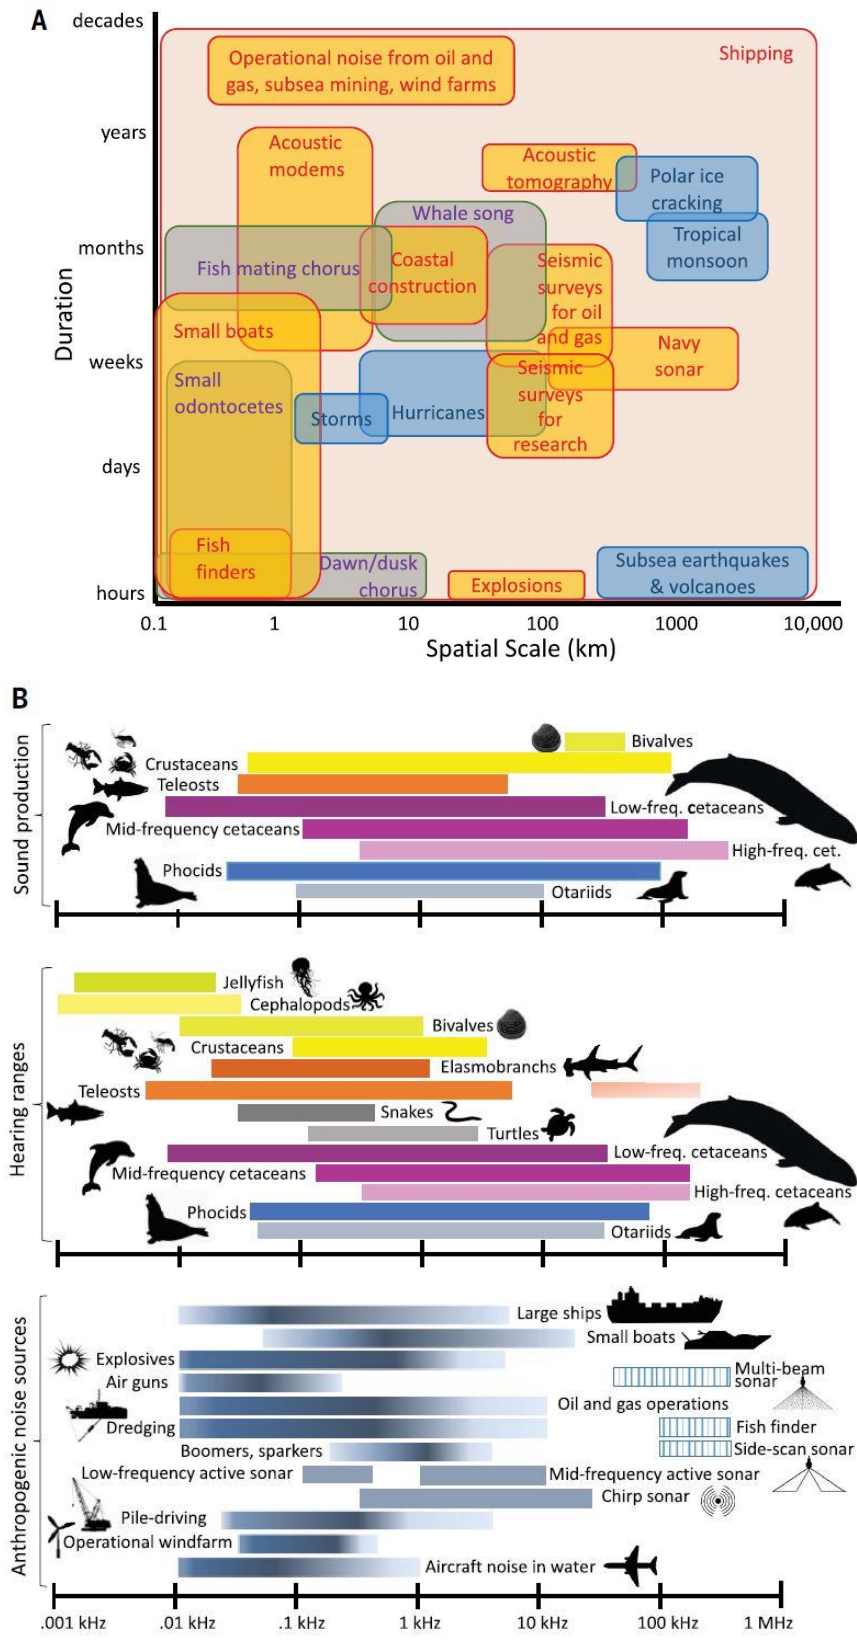 A
decades
years
months
weeks
days
hours
Duration
Shipping
Operational noise from oil and
gas, subsea mining, wind farms
Acoustic
modems
Acoustic
tomography
Polar ice
cracking
Whale song
Tropical
monsoon
Fish mating chorus
Coastal
construction
Seismic
surveys
for oil
and gas
Small boats
Navy
sonar
Small
odontocetes
Seismic
surveys
for
research
Storms
Hurricanes
Fish
finders
Dawn/dusk
chorus
Explosions
Subsea earthquakes
& volcanoes
0.1
1
10
100
1000
10,000
Spatial Scale (km)
B
Sound production
Bivalves
Crustaceans
Teleosts
Low-freq. cetaceans
Mid-frequency cetaceans
High-freq. cet.
Phocids
Otariids
Hearing ranges
Jellyfish
Cephalopods
Bivalves
Crustaceans
Elasmobranchs
Teleosts
Snakes
Turtles
Low-freq. cetaceans
Mid-frequency cetaceans
High-freq. cetaceans
Phocids
Otariids
Anthropogenic noise sources
Large ships
Small boats
Explosives
Multi-beam
sonar
Air guns
Oil and gas operations
Dredging
Fish finder
Boomers, sparkers
Side-scan sonar
Low-frequency active sonar
Mid-frequency active sonar
Chirp sonar
Pile-driving
Operational windfarm
Aircraft noise in water
.001 kHz
.01 kHz
.1 kHz
1 kHz
10 kHz
100 kHz
1 MHz